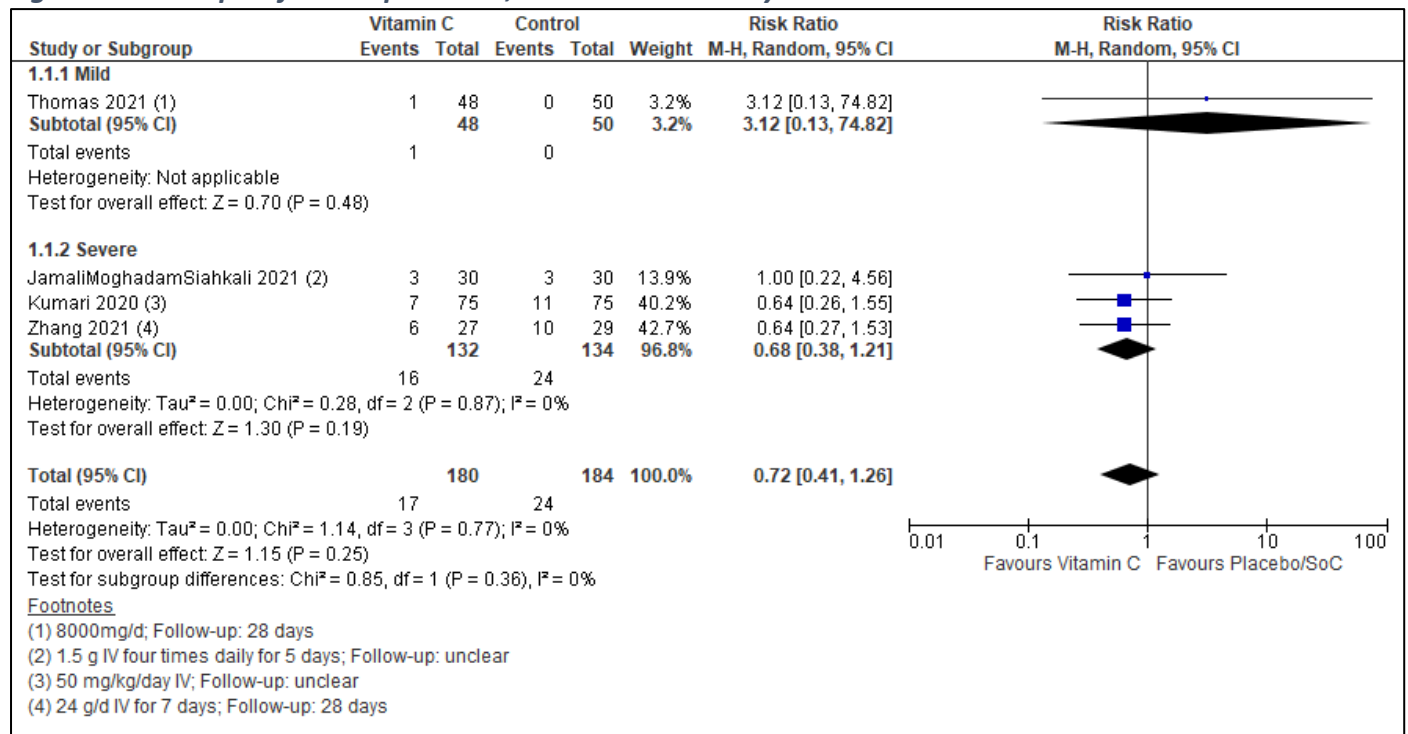 Vitamin C Control Risk Ratio Risk Ratio
Study or Subgroup Events Total Events Total Weight M-H, Random, 95% CI M-H, Random, 95% CI
1.1.1 Mild
Thomas 2021 (1) 1 48 0 50 3.2% 3.12 [0.13, 74.82]
Subtotal (95% CI) 48 50 3.2% 3.12 [0.13, 74.82]
Total events 1 0
Heterogeneity: Not applicable
Test for overall effect: Z = 0.70 (P = 0.48)
1.1.2 Severe
JamaliMoghadamSiahkali 2021 (2) 3 30 3 30 13.9% 1.00 [0.22, 4.56]
Kumari 2020 (3) 7 75 11 75 40.2% 0.64 [0.26, 1.55]
Zhang 2021 (4) 6 27 10 29 42.7% 0.64 [0.27, 1.53]
Subtotal (95% CI) 132 134 96.8% 0.68 [0.38, 1.21]
Total events 16 24
Heterogeneity: Tau² = 0.00; Chi² = 0.28, df = 2 (P = 0.87); I² = 0%
Test for overall effect: Z = 1.30 (P = 0.19)
Total (95% CI) 180 184 100.0% 0.72 [0.41, 1.26]
Total events 17 24
Heterogeneity: Tau² = 0.00; Chi² = 1.14, df = 3 (P = 0.77); I² = 0%
Test for overall effect: Z = 1.15 (P = 0.25)
Test for subgroup differences: Chi² = 0.85, df = 1 (P = 0.36), I² = 0%
0.01 0.1 1 10 100
Favours Vitamin C Favours Placebo/SoC
Footnotes
(1) 8000mg/d; Follow-up: 28 days
(2) 1.5 g IV four times daily for 5 days; Follow-up: unclear
(3) 50 mg/kg/day IV; Follow-up: unclear
(4) 24 g/d IV for 7 days; Follow-up: 28 days